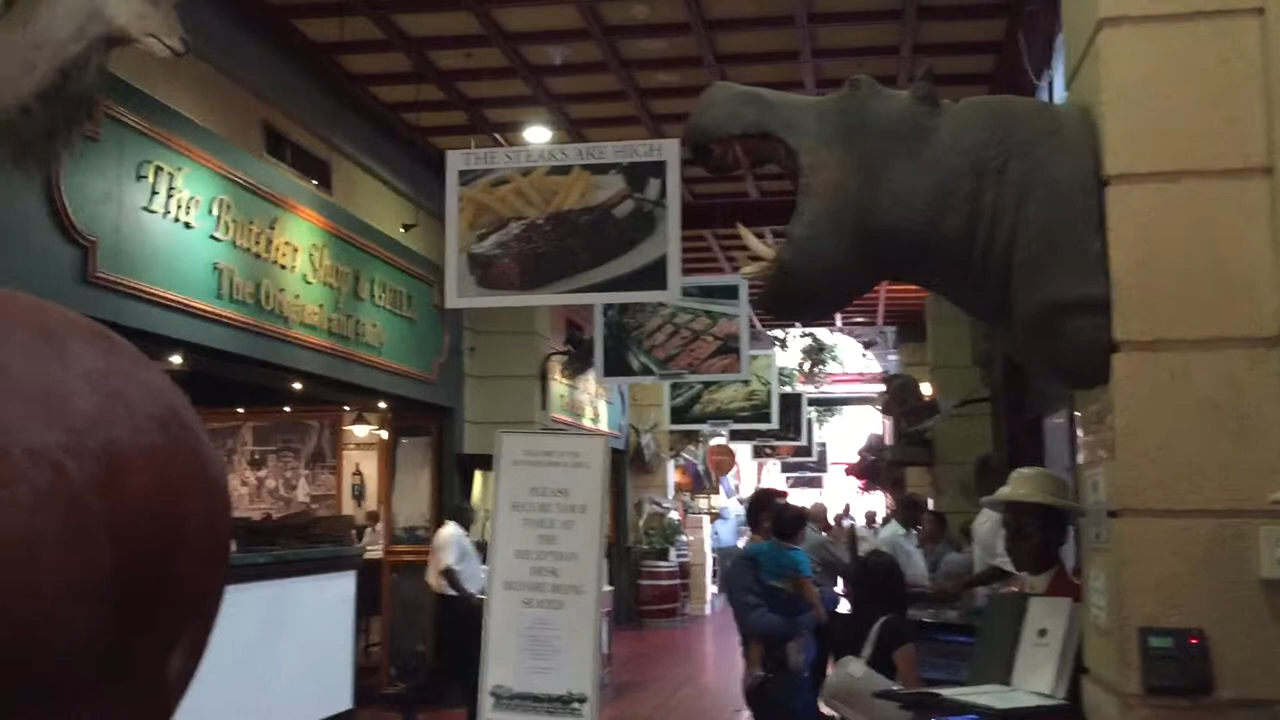 The Butcher Shop & GRILL
The Original and Only
THE STEAKS ARE HIGH
PLEASE
SECURE YOUR
TABLE AT
THE
RECEPTION
DESK
BEFORE BEING
SEATED